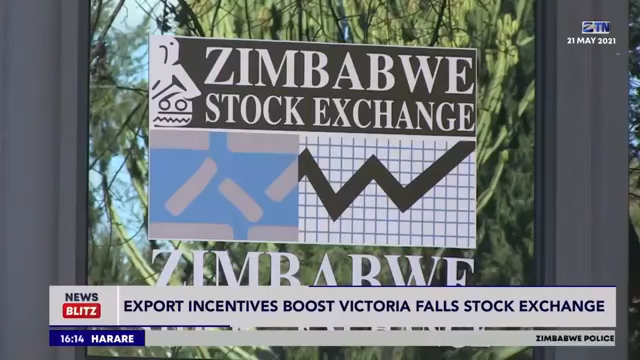 ZTN
21 MAY 2021
ZIMBABWE
STOCK EXCHANGE
ZIMBABWE
NEWS
BLITZ
EXPORT INCENTIVES BOOST VICTORIA FALLS STOCK EXCHANGE
16:14 HARARE
ZIMBABWE POLICE